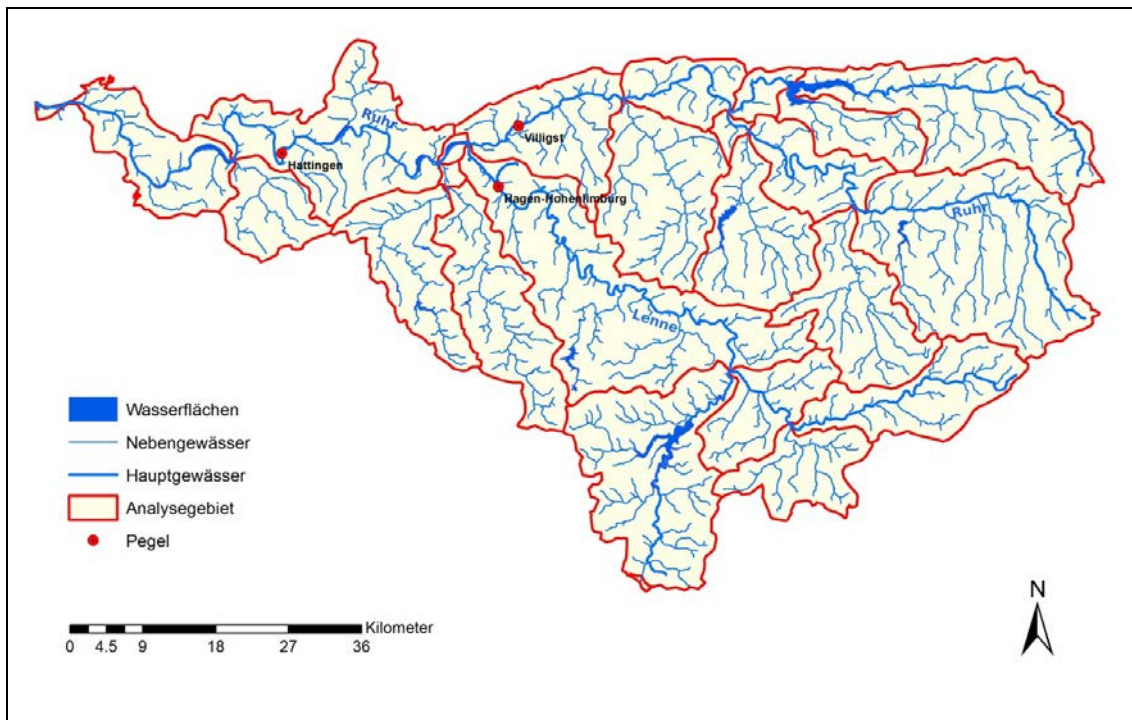 Ruhr
Villigst
Hattingen
Hagen-Hohenlimburg
Ruhr
Lenne
Wasserflächen
Nebengewässer
Hauptgewässer
Analysegebiet
Pegel
N
Kilometer
0 4.5 9 18 27 36